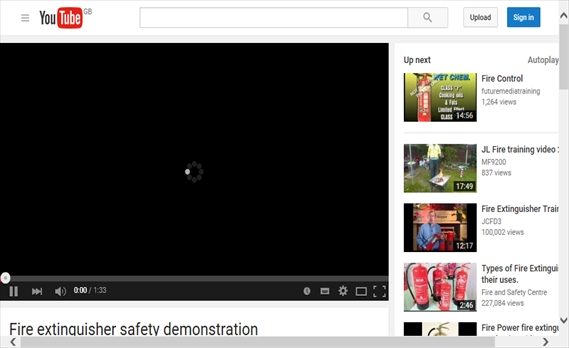 YouTube GB
Upload
Sign in
Up next
Autoplay
WET CHEM.
CLASS "F"
Cooking oils
& Fats
Limited Effect
CLASS
14:56
Fire Control
futuremediatraining
1,264 views
17:49
JL Fire training video
MF9200
837 views
12:17
Fire Extinguisher Trair
JCFD3
100,002 views
2:46
Types of Fire Extingui
their uses.
Fire and Safety Centre
227,084 views
Fire Power fire extingu
0:00 / 1:33
Fire extinguisher safety demonstration